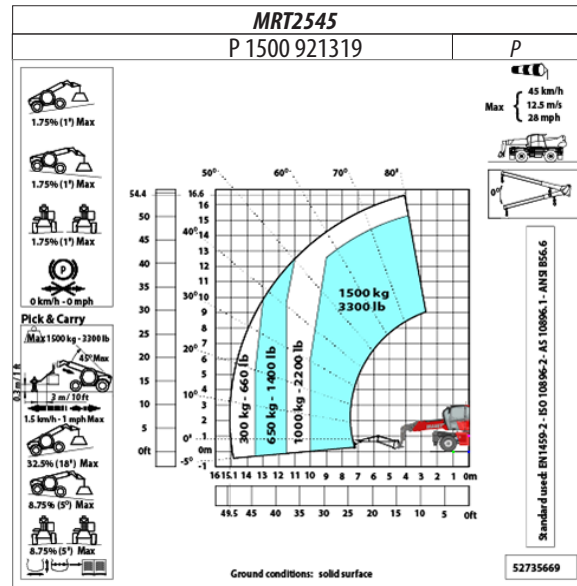 MRT2545
P 1500 921319
P
1.75% (1°) Max
1.75% (1°) Max
1.75% (1°) Max
P
0 km/h - 0 mph
Pick & Carry
Max 1500 kg - 3300 lb
45° Max
0.3 m / 1 ft
3 m / 10 ft
1.5 km/h - 1 mph Max
32.5% (18°) Max
8.75% (5°) Max
8.75% (5°) Max
Max
45 km/h
12.5 m/s
28 mph
0°
50° 60° 70° 80°
40°
30°
20°
10°
0°
-5°
54.4
50
45
40
35
30
25
20
15
10
5
0ft
16.6
16
15
14
13
12
11
10
9
8
7
6
5
4
3
2
1
0m
-1
1500 kg
3300 lb
300 kg - 660 lb
650 kg - 1400 lb
1000 kg - 2200 lb
16 15.1 14 13 12 11 10 9 8 7 6 5 4 3 2 1 0m
49.5 45 40 35 30 25 20 15 10 5 0ft
Standard used: EN1459-2 - ISO 10896-2 - AS 10896.1 - ANSI B56.6
Ground conditions: solid surface
52735669